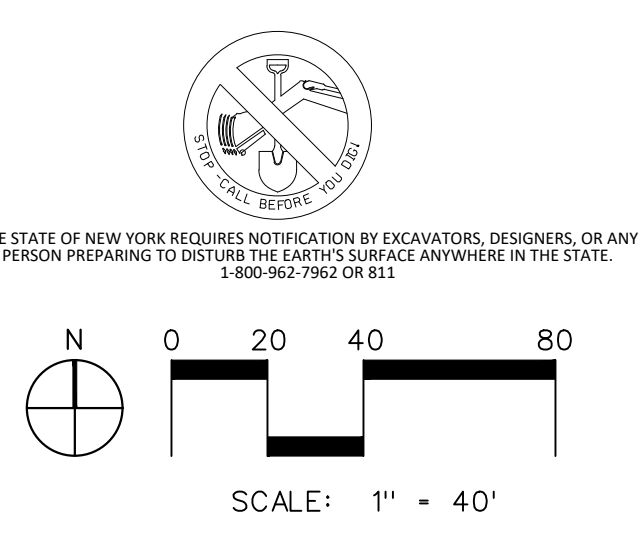 STOP - CALL BEFORE YOU DIG!
E STATE OF NEW YORK REQUIRES NOTIFICATION BY EXCAVATORS, DESIGNERS, OR ANY
PERSON PREPARING TO DISTURB THE EARTH'S SURFACE ANYWHERE IN THE STATE.
1-800-962-7962 OR 811
N 0 20 40 80
SCALE: 1" = 40'